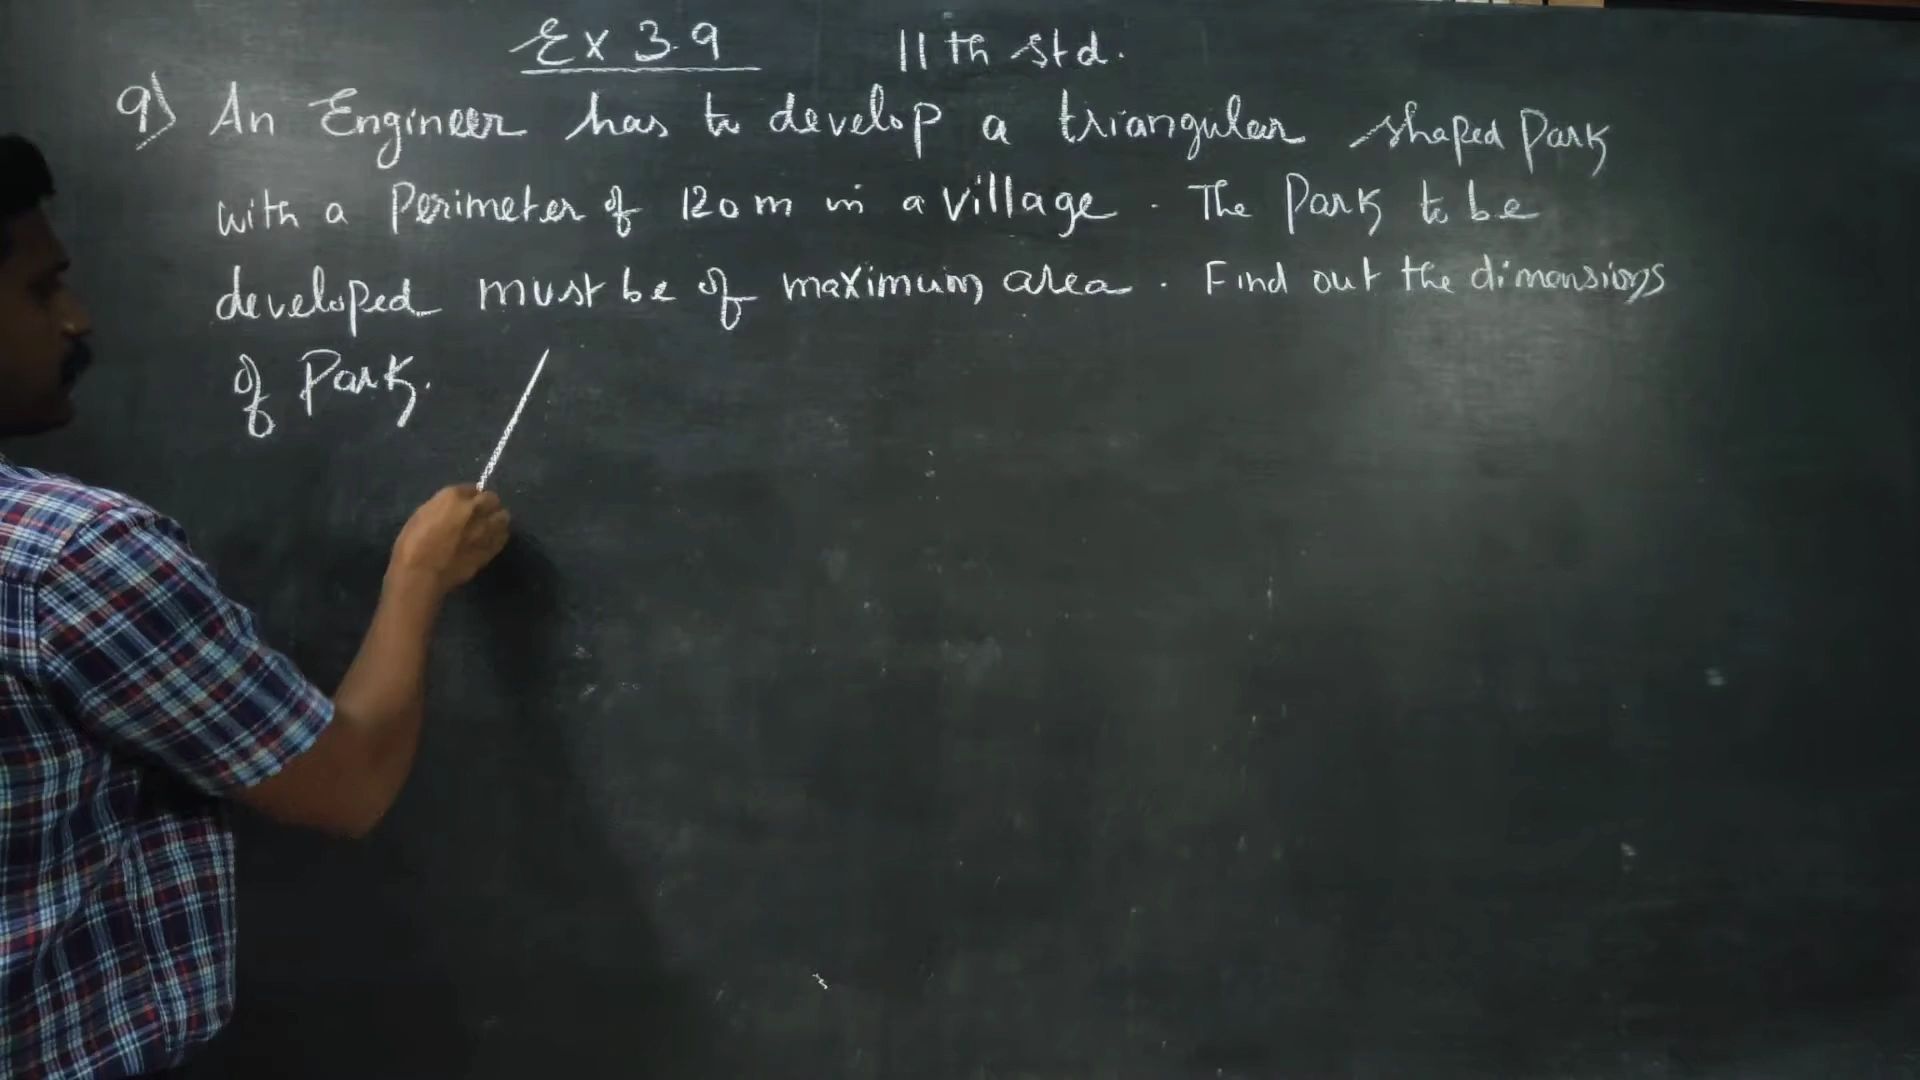 Ex 3.9 11th std.
9) An Engineer has to develop a triangular shaped Park
with a Perimeter of 120 m in a village. The Park to be
developed must be of maximum area. Find out the dimensions
of Park.